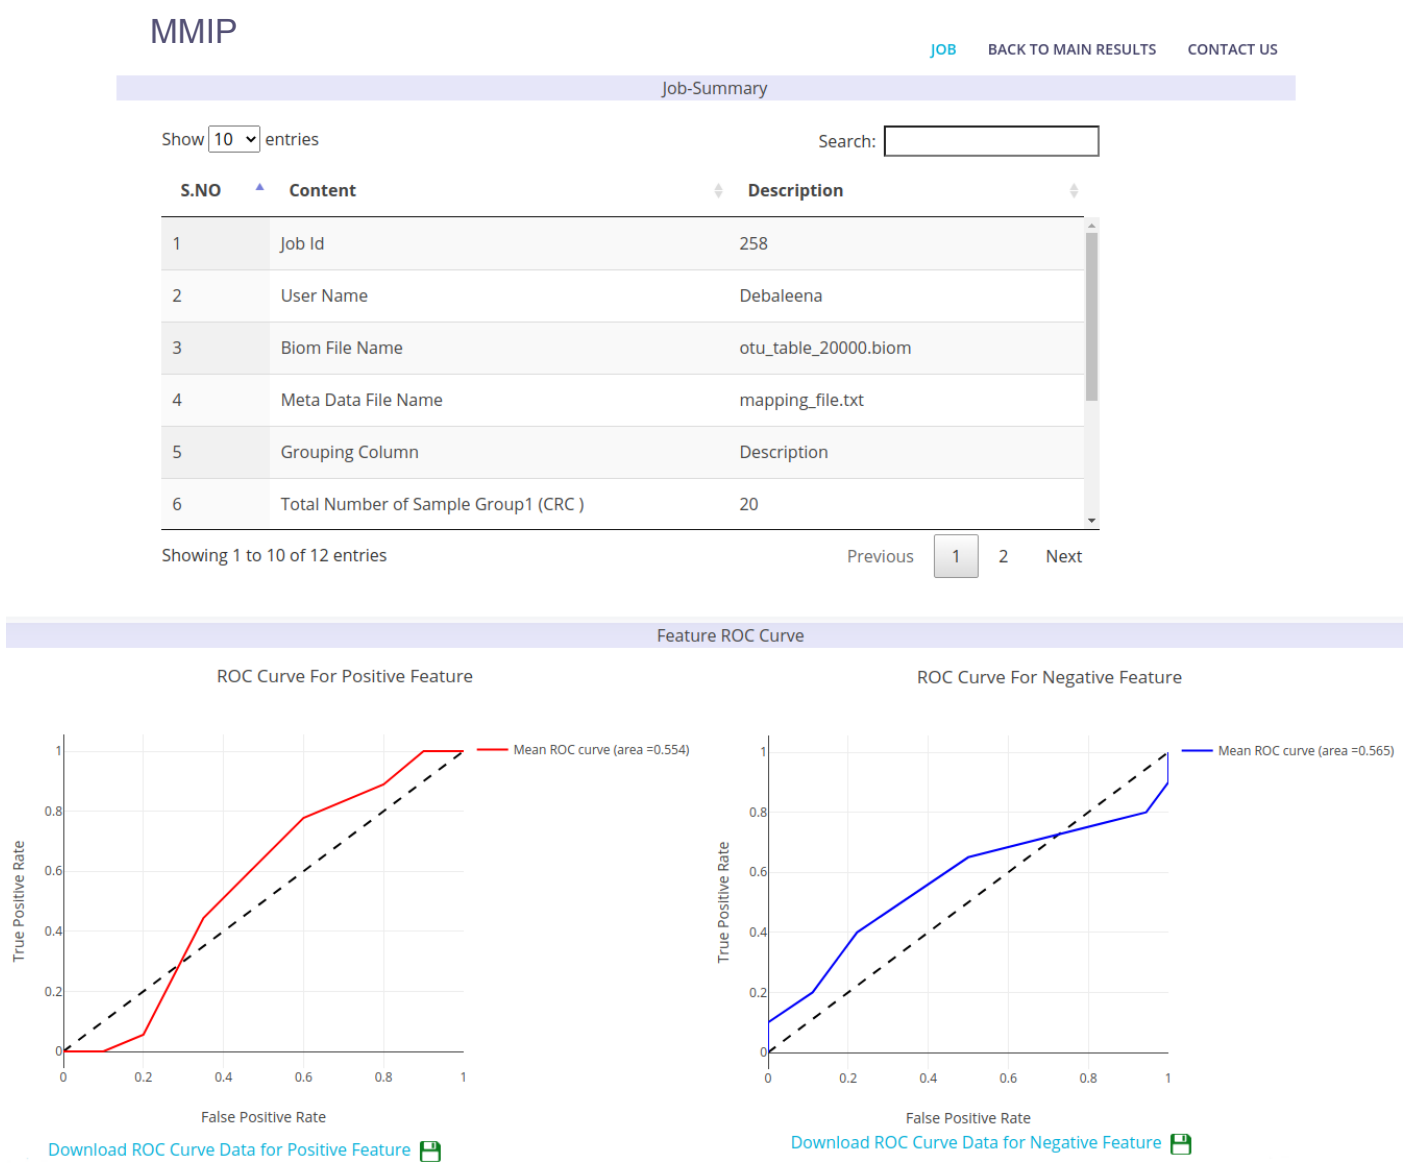 MMIP
JOB BACK TO MAIN RESULTS CONTACT US
Job-Summary
Show 10 entries Search:
S.NO Content Description
1 Job Id 258
2 User Name Debaleena
3 Biom File Name otu_table_20000.biom
4 Meta Data File Name mapping_file.txt
5 Grouping Column Description
6 Total Number of Sample Group1 (CRC ) 20
Showing 1 to 10 of 12 entries Previous 1 2 Next
Feature ROC Curve
ROC Curve For Positive Feature
Mean ROC curve (area =0.554)
1
0.8
0.6
0.4
0.2
0
True Positive Rate
0 0.2 0.4 0.6 0.8 1
False Positive Rate
Download ROC Curve Data for Positive Feature
ROC Curve For Negative Feature
Mean ROC curve (area =0.565)
1
0.8
0.6
0.4
0.2
0
True Positive Rate
0 0.2 0.4 0.6 0.8 1
False Positive Rate
Download ROC Curve Data for Negative Feature